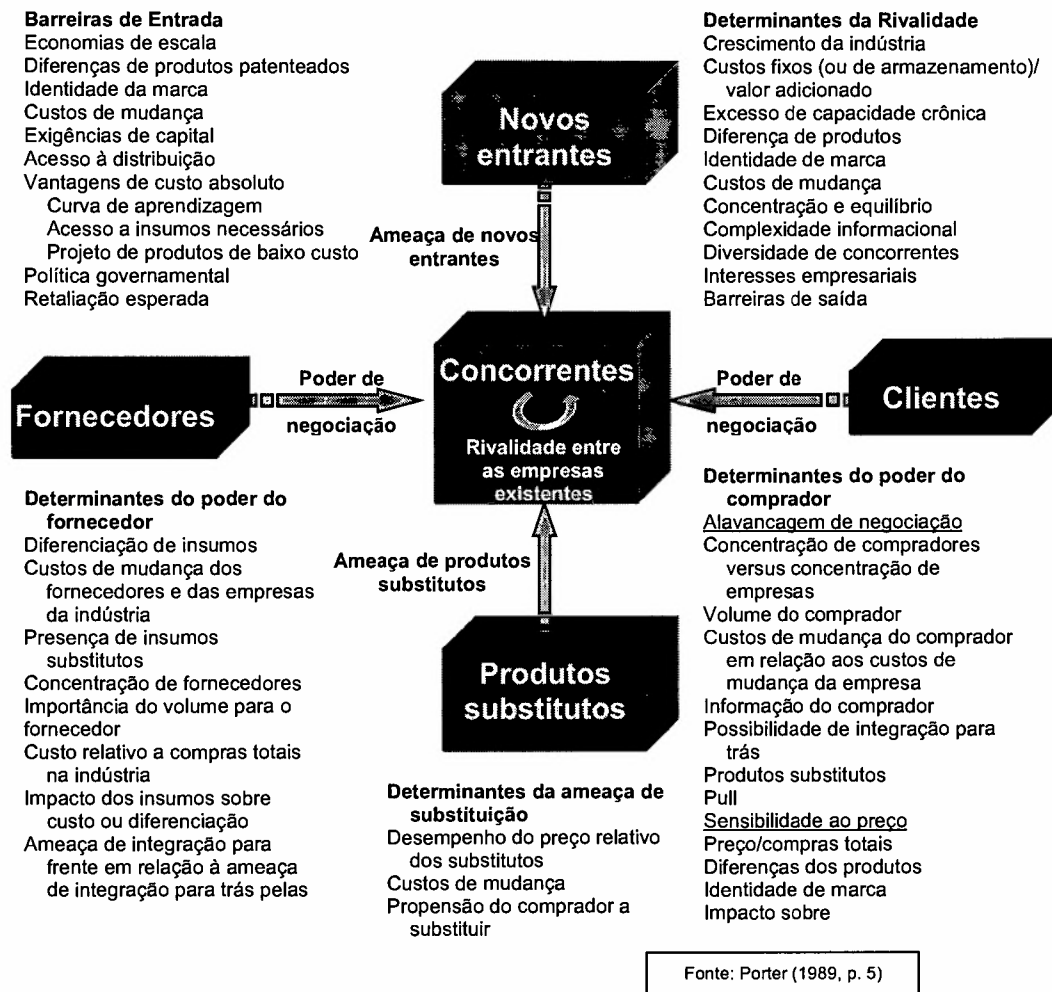 Barreiras de Entrada
Economias de escala
Diferenças de produtos patenteados
Identidade da marca
Custos de mudança
Exigências de capital
Acesso à distribuição
Vantagens de custo absoluto
Curva de aprendizagem
Acesso a insumos necessários
Projeto de produtos de baixo custo
Política governamental
Retaliação esperada
Novos
entrantes
Ameaça de novos
entrantes
Determinantes da Rivalidade
Crescimento da indústria
Custos fixos (ou de armazenamento)/
valor adicionado
Excesso de capacidade crônica
Diferença de produtos
Identidade de marca
Custos de mudança
Concentração e equilíbrio
Complexidade informacional
Diversidade de concorrentes
Interesses empresariais
Barreiras de saída
Fornecedores
Poder de
negociação
Concorrentes
Rivalidade entre
as empresas
existentes
Poder de
negociação
Clientes
Determinantes do poder do
fornecedor
Diferenciação de insumos
Custos de mudança dos
fornecedores e das empresas
da indústria
Presença de insumos
substitutos
Concentração de fornecedores
Importância do volume para o
fornecedor
Custo relativo a compras totais
na indústria
Impacto dos insumos sobre
custo ou diferenciação
Ameaça de integração para
frente em relação à ameaça
de integração para trás pelas
Ameaça de produtos
substitutos
Produtos
substitutos
Determinantes da ameaça de
substituição
Desempenho do preço relativo
dos substitutos
Custos de mudança
Propensão do comprador a
substituir
Determinantes do poder do
comprador
Alavancagem de negociação
Concentração de compradores
versus concentração de
empresas
Volume do comprador
Custos de mudança do comprador
em relação aos custos de
mudança da empresa
Informação do comprador
Possibilidade de integração para
trás
Produtos substitutos
Pull
Sensibilidade ao preço
Preço/compras totais
Diferenças dos produtos
Identidade de marca
Impacto sobre
Fonte: Porter (1989, p. 5)